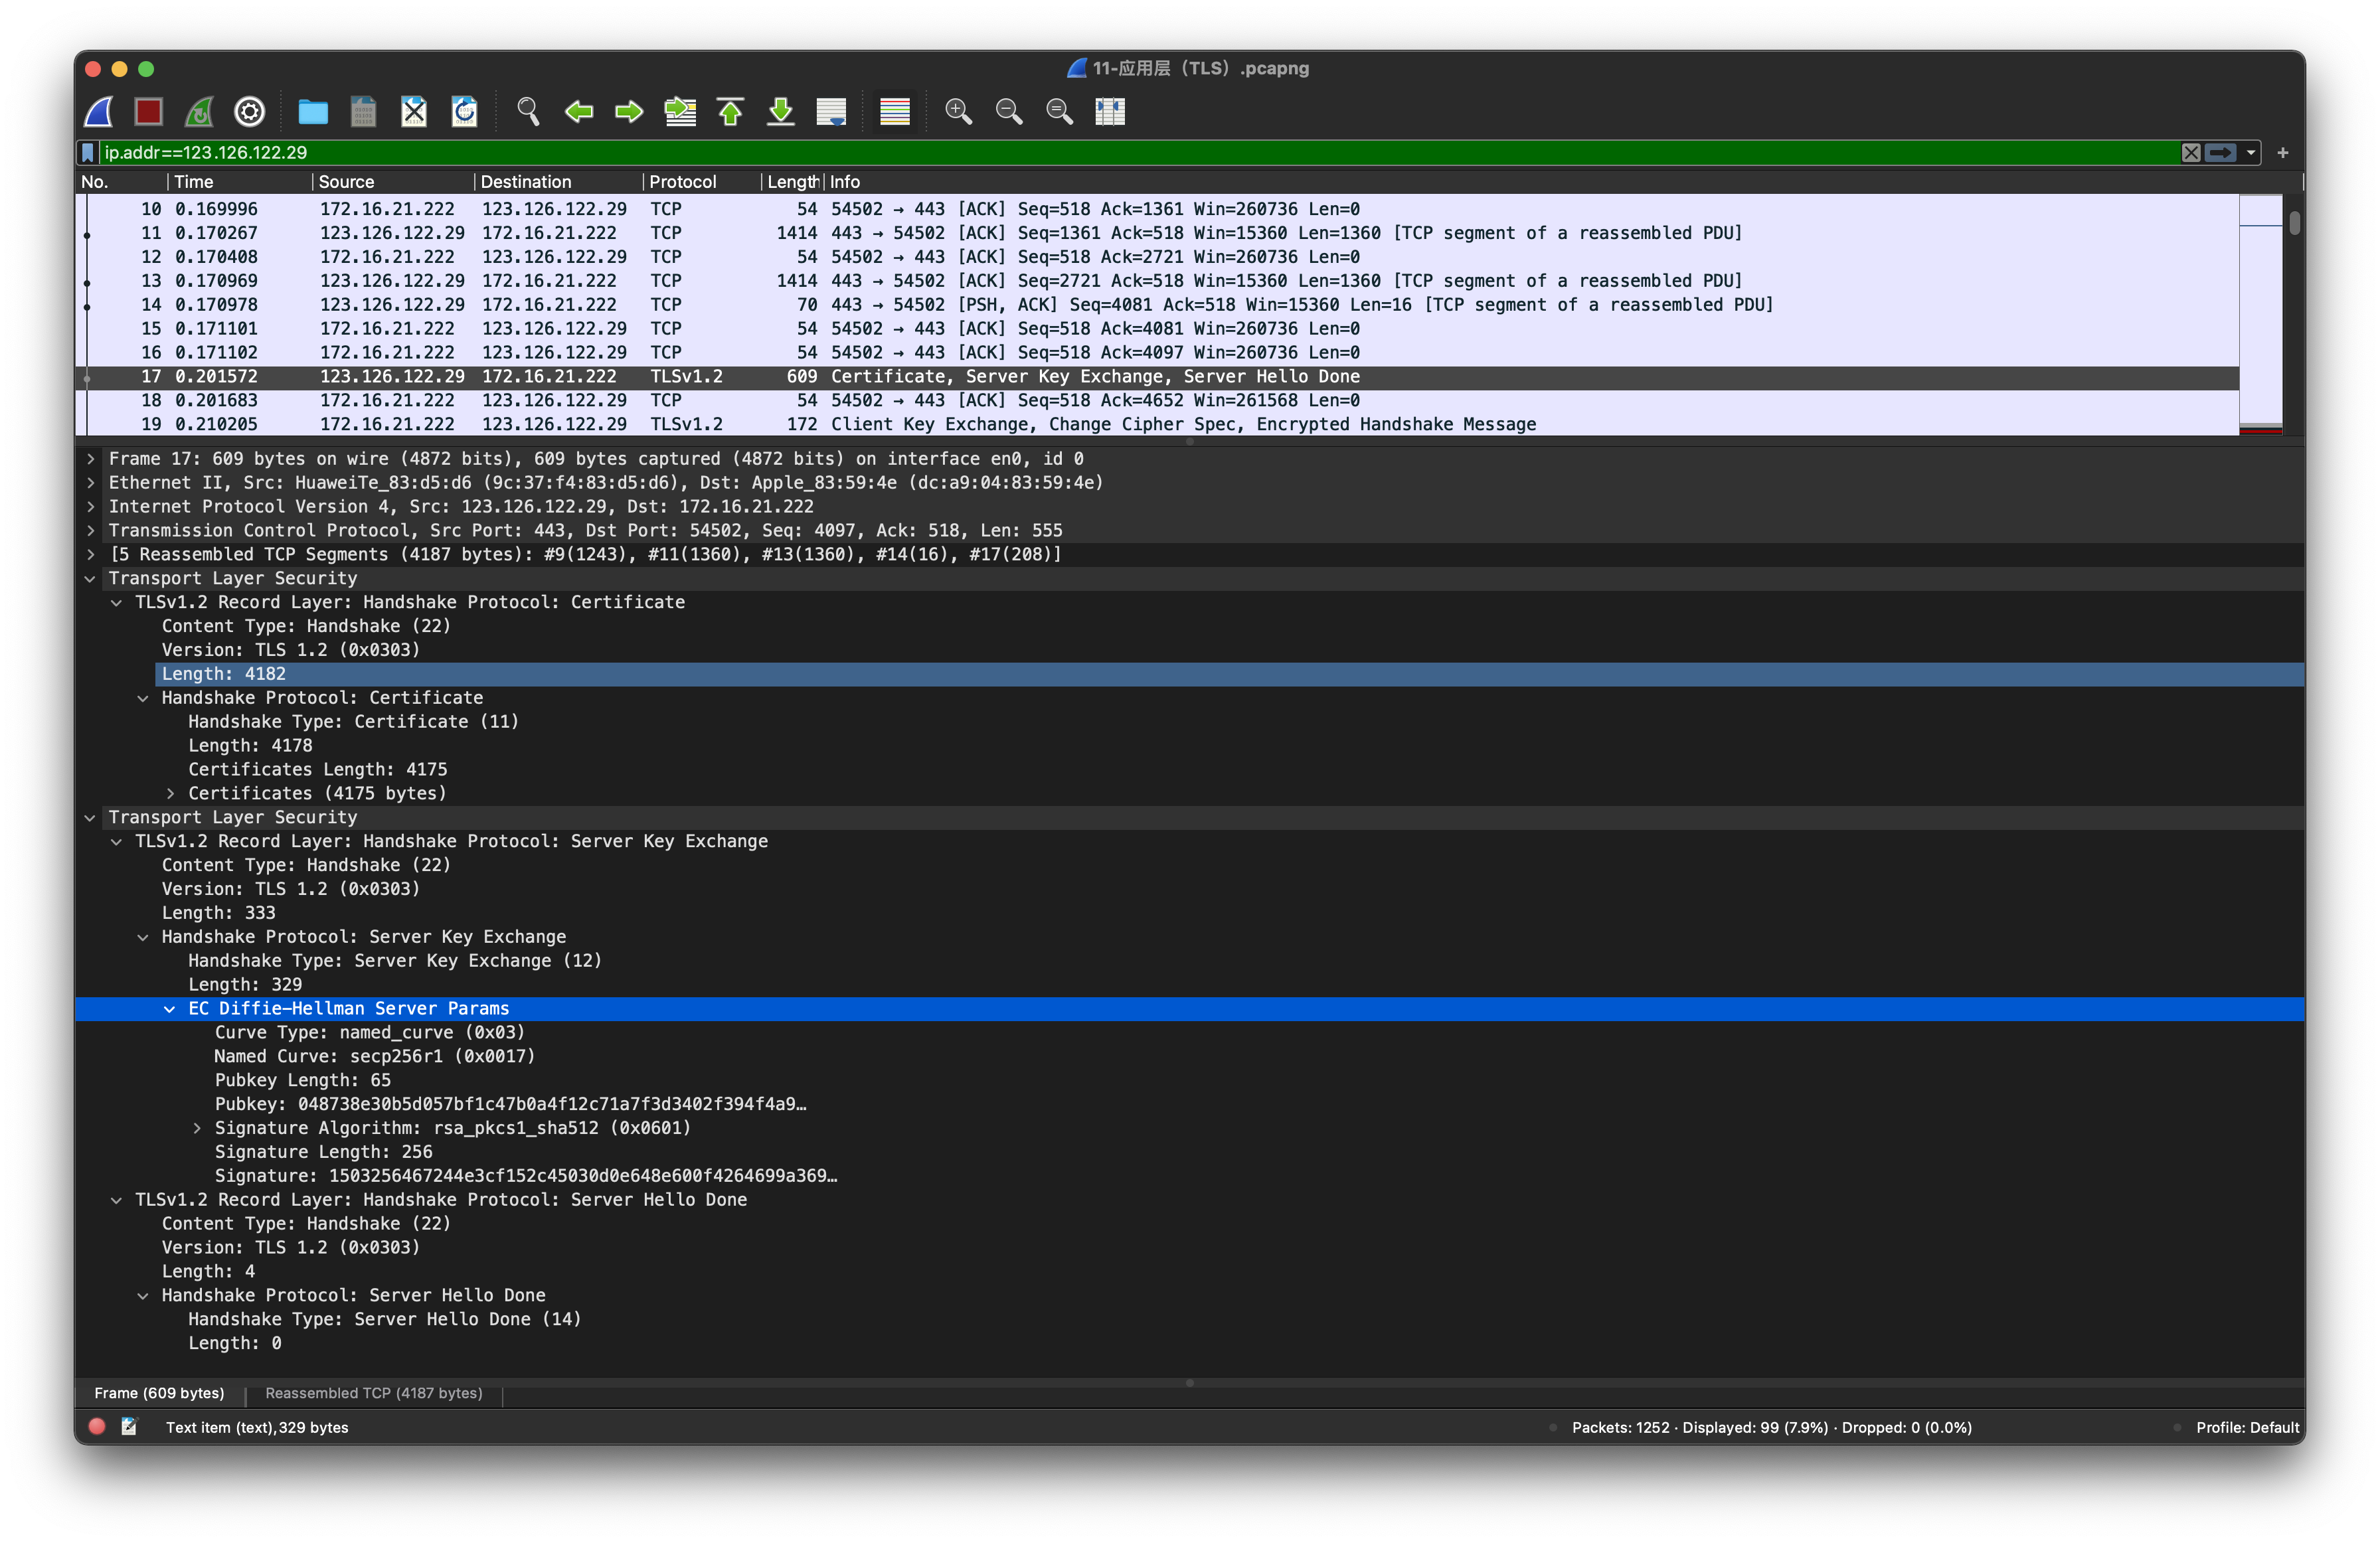 11-应用层（TLS）.pcapng
ip.addr==123.126.122.29
No. Time Source Destination Protocol Length Info
10 0.169996 172.16.21.222 123.126.122.29 TCP 54 54502 → 443 [ACK] Seq=518 Ack=1361 Win=260736 Len=0
11 0.170267 123.126.122.29 172.16.21.222 TCP 1414 443 → 54502 [ACK] Seq=1361 Ack=518 Win=15360 Len=1360 [TCP segment of a reassembled PDU]
12 0.170408 172.16.21.222 123.126.122.29 TCP 54 54502 → 443 [ACK] Seq=518 Ack=2721 Win=260736 Len=0
13 0.170969 123.126.122.29 172.16.21.222 TCP 1414 443 → 54502 [ACK] Seq=2721 Ack=518 Win=15360 Len=1360 [TCP segment of a reassembled PDU]
14 0.170978 123.126.122.29 172.16.21.222 TCP 70 443 → 54502 [PSH, ACK] Seq=4081 Ack=518 Win=15360 Len=16 [TCP segment of a reassembled PDU]
15 0.171101 172.16.21.222 123.126.122.29 TCP 54 54502 → 443 [ACK] Seq=518 Ack=4081 Win=260736 Len=0
16 0.171102 172.16.21.222 123.126.122.29 TCP 54 54502 → 443 [ACK] Seq=518 Ack=4097 Win=260736 Len=0
17 0.201572 123.126.122.29 172.16.21.222 TLSv1.2 609 Certificate, Server Key Exchange, Server Hello Done
18 0.201683 172.16.21.222 123.126.122.29 TCP 54 54502 → 443 [ACK] Seq=518 Ack=4652 Win=261568 Len=0
19 0.210205 172.16.21.222 123.126.122.29 TLSv1.2 172 Client Key Exchange, Change Cipher Spec, Encrypted Handshake Message
Frame 17: 609 bytes on wire (4872 bits), 609 bytes captured (4872 bits) on interface en0, id 0
Ethernet II, Src: HuaweiTe_83:d5:d6 (9c:37:f4:83:d5:d6), Dst: Apple_83:59:4e (dc:a9:04:83:59:4e)
Internet Protocol Version 4, Src: 123.126.122.29, Dst: 172.16.21.222
Transmission Control Protocol, Src Port: 443, Dst Port: 54502, Seq: 4097, Ack: 518, Len: 555
[5 Reassembled TCP Segments (4187 bytes): #9(1243), #11(1360), #13(1360), #14(16), #17(208)]
Transport Layer Security
TLSv1.2 Record Layer: Handshake Protocol: Certificate
Content Type: Handshake (22)
Version: TLS 1.2 (0x0303)
Length: 4182
Handshake Protocol: Certificate
Handshake Type: Certificate (11)
Length: 4178
Certificates Length: 4175
Certificates (4175 bytes)
Transport Layer Security
TLSv1.2 Record Layer: Handshake Protocol: Server Key Exchange
Content Type: Handshake (22)
Version: TLS 1.2 (0x0303)
Length: 333
Handshake Protocol: Server Key Exchange
Handshake Type: Server Key Exchange (12)
Length: 329
EC Diffie-Hellman Server Params
Curve Type: named_curve (0x03)
Named Curve: secp256r1 (0x0017)
Pubkey Length: 65
Pubkey: 048738e30b5d057bf1c47b0a4f12c71a7f3d3402f394f4a9…
Signature Algorithm: rsa_pkcs1_sha512 (0x0601)
Signature Length: 256
Signature: 1503256467244e3cf152c45030d0e648e600f4264699a369…
TLSv1.2 Record Layer: Handshake Protocol: Server Hello Done
Content Type: Handshake (22)
Version: TLS 1.2 (0x0303)
Length: 4
Handshake Protocol: Server Hello Done
Handshake Type: Server Hello Done (14)
Length: 0
Frame (609 bytes) Reassembled TCP (4187 bytes)
Text item (text), 329 bytes Packets: 1252 · Displayed: 99 (7.9%) · Dropped: 0 (0.0%) Profile: Default